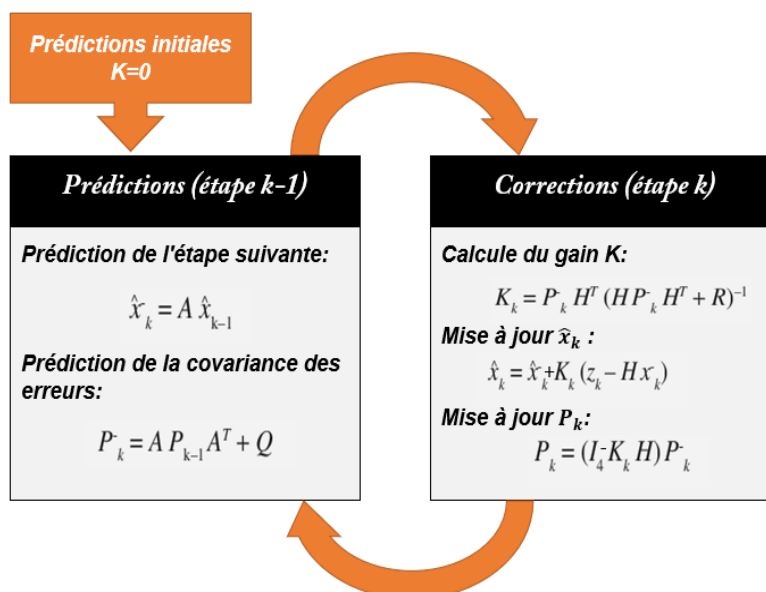 Prédictions initiales
K=0
Prédictions (étape k-1)
Prédiction de l'étape suivante:
x̂⁻ₖ = A x̂ₖ₋₁
Prédiction de la covariance des
erreurs:
P⁻ₖ = A Pₖ₋₁ Aᵀ + Q
Corrections (étape k)
Calcule du gain K:
Kₖ = P⁻ₖ Hᵀ (H P⁻ₖ Hᵀ + R)⁻¹
Mise à jour x̂ₖ :
x̂ₖ = x̂⁻ₖ + Kₖ (zₖ – H x⁻ₖ)
Mise à jour Pₖ:
Pₖ = (I₄ - Kₖ H) P⁻ₖ